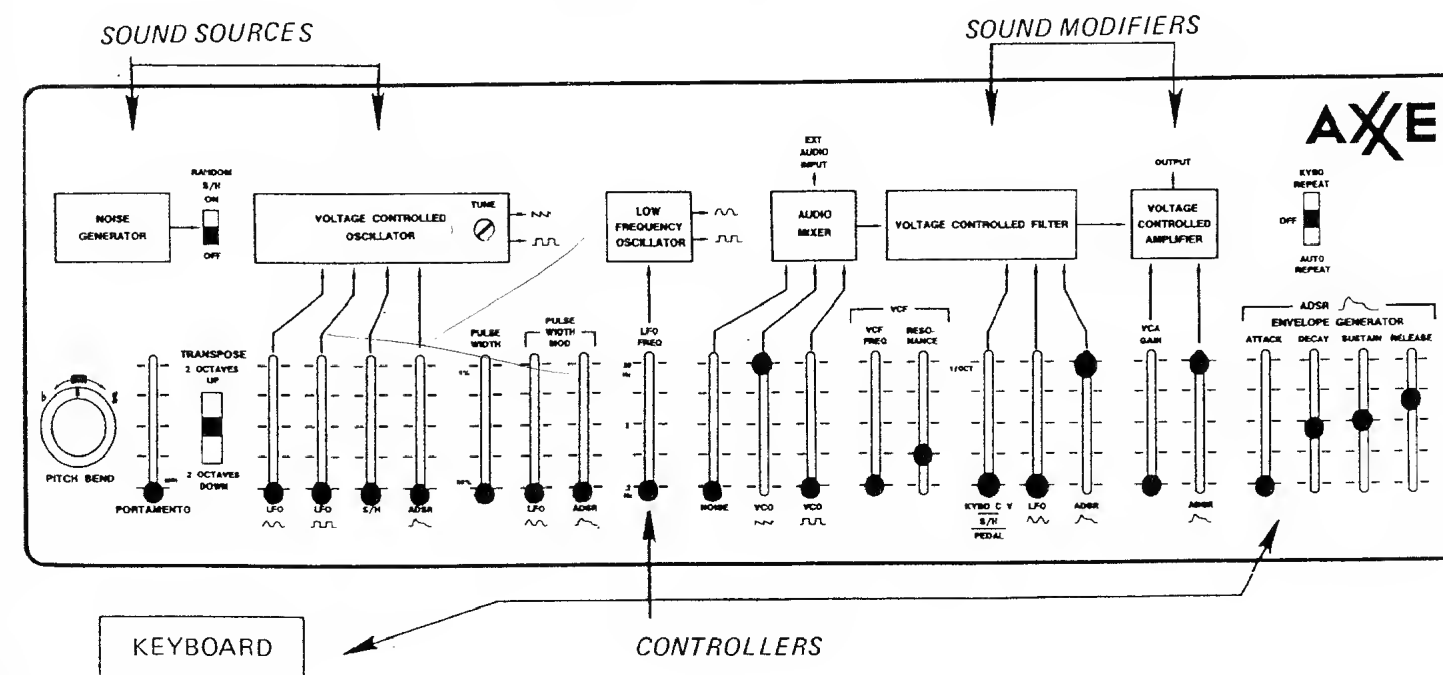 SOUND SOURCES
SOUND MODIFIERS
AXXE
EXT
AUDIO
INPUT
OUTPUT
RANDOM
S/H
ON
OFF
KYBD
REPEAT
OFF
AUTO
REPEAT
NOISE
GENERATOR
VOLTAGE CONTROLLED
OSCILLATOR
TUNE
LOW
FREQUENCY
OSCILLATOR
AUDIO
MIXER
VOLTAGE CONTROLLED FILTER
VOLTAGE
CONTROLLED
AMPLIFIER
ADSR
ENVELOPE GENERATOR
ATTACK
DECAY
SUSTAIN
RELEASE
TRANSPOSE
2 OCTAVES
UP
2 OCTAVES
DOWN
PITCH BEND
PORTAMENTO
PULSE
WIDTH
PULSE
WIDTH
MOD
LFO
FREQ
VCF
VCF
FREQ
RESO-
NANCE
VCA
GAIN
20
Hz
1/OCT
50%
LFO
LFO
S/H
ADSR
LFO
ADSR
NOISE
VCO
VCO
KYBD C V
S/H
PEDAL
LFO
ADSR
ADSR
KEYBOARD
CONTROLLERS